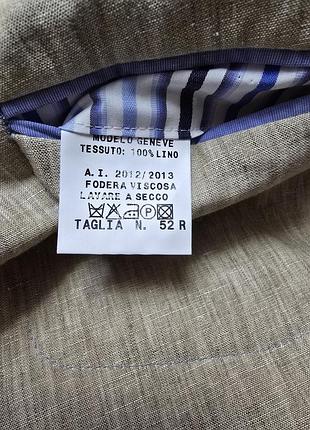 MODELO GENEVE
TESSUTO: 100% LINO
A.I. 2012/2013
FODERA VISCOSA
LAVARE A SECCO
P
TAGLIA N. 52 R